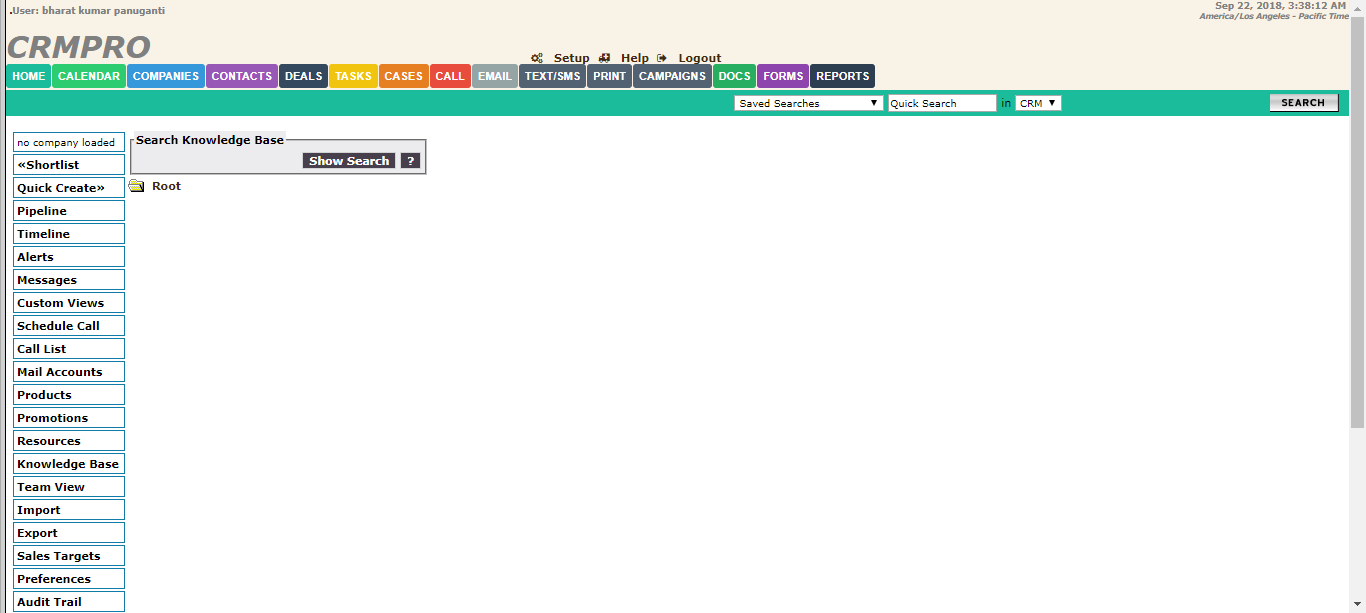 .User: bharat kumar panuganti
Sep 22, 2018, 3:38:12 AM
America/Los Angeles - Pacific Time
CRMPRO
Setup Help Logout
HOME CALENDAR COMPANIES CONTACTS DEALS TASKS CASES CALL EMAIL TEXT/SMS PRINT CAMPAIGNS DOCS FORMS REPORTS
Saved Searches Quick Search in CRM SEARCH
no company loaded
«Shortlist
Quick Create»
Pipeline
Timeline
Alerts
Messages
Custom Views
Schedule Call
Call List
Mail Accounts
Products
Promotions
Resources
Knowledge Base
Team View
Import
Export
Sales Targets
Preferences
Audit Trail
Search Knowledge Base
Show Search ?
Root